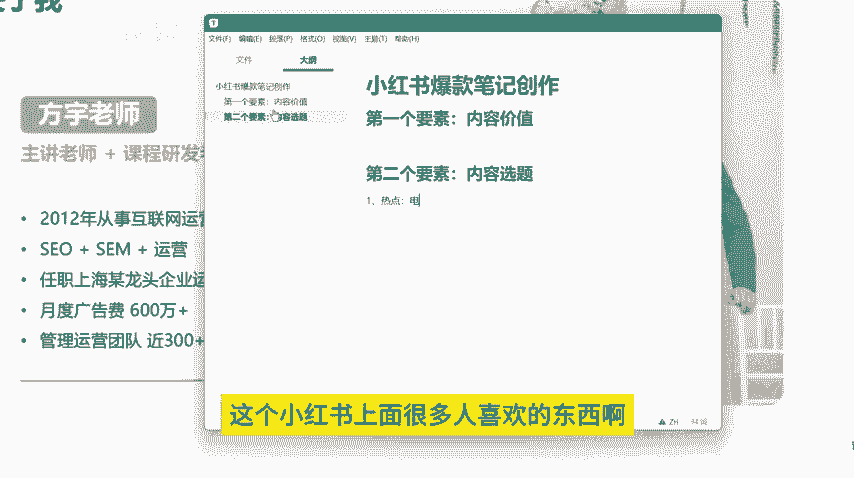 了我
文件(F) 编辑(E) 段落(P) 格式(O) 视图(V) 主题(T) 帮助(H)
文件 大纲
小红书爆款笔记创作
第一个要素：内容价值
第二个要素：内容选题
小红书爆款笔记创作
第一个要素：内容价值
第二个要素：内容选题
1、热点：电
方宇老师
主讲老师 + 课程研发
• 2012年从事互联网运营
• SEO + SEM + 运营
• 任职上海某龙头企业运
• 月度广告费 600万+
• 管理运营团队 近300+
这个小红书上面很多人喜欢的东西啊
ZH